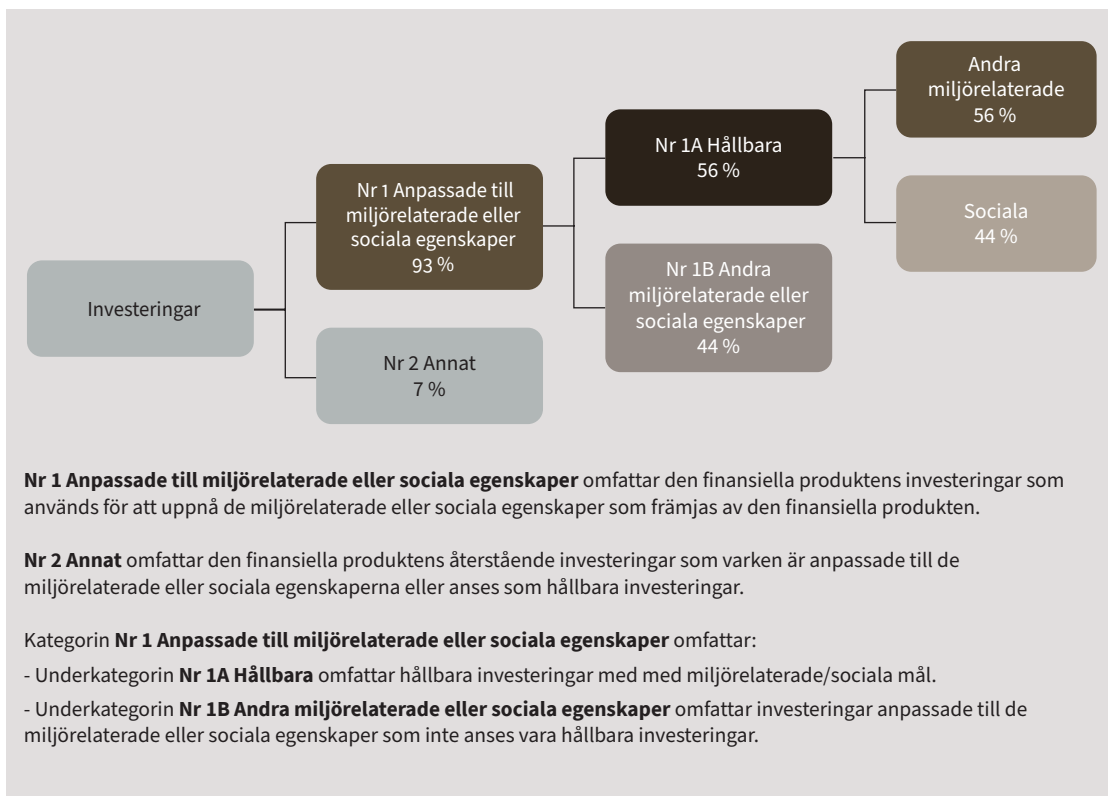 Investeringar
Nr 1 Anpassade till
miljörelaterade eller
sociala egenskaper
93 %
Nr 2 Annat
7 %
Nr 1A Hållbara
56 %
Nr 1B Andra
miljörelaterade eller
sociala egenskaper
44 %
Andra
miljörelaterade
56 %
Sociala
44 %
Nr 1 Anpassade till miljörelaterade eller sociala egenskaper omfattar den finansiella produktens investeringar som
används för att uppnå de miljörelaterade eller sociala egenskaper som främjas av den finansiella produkten.
Nr 2 Annat omfattar den finansiella produktens återstående investeringar som varken är anpassade till de
miljörelaterade eller sociala egenskaperna eller anses som hållbara investeringar.
Kategorin Nr 1 Anpassade till miljörelaterade eller sociala egenskaper omfattar:
- Underkategorin Nr 1A Hållbara omfattar hållbara investeringar med med miljörelaterade/sociala mål.
- Underkategorin Nr 1B Andra miljörelaterade eller sociala egenskaper omfattar investeringar anpassade till de
miljörelaterade eller sociala egenskaper som inte anses vara hållbara investeringar.